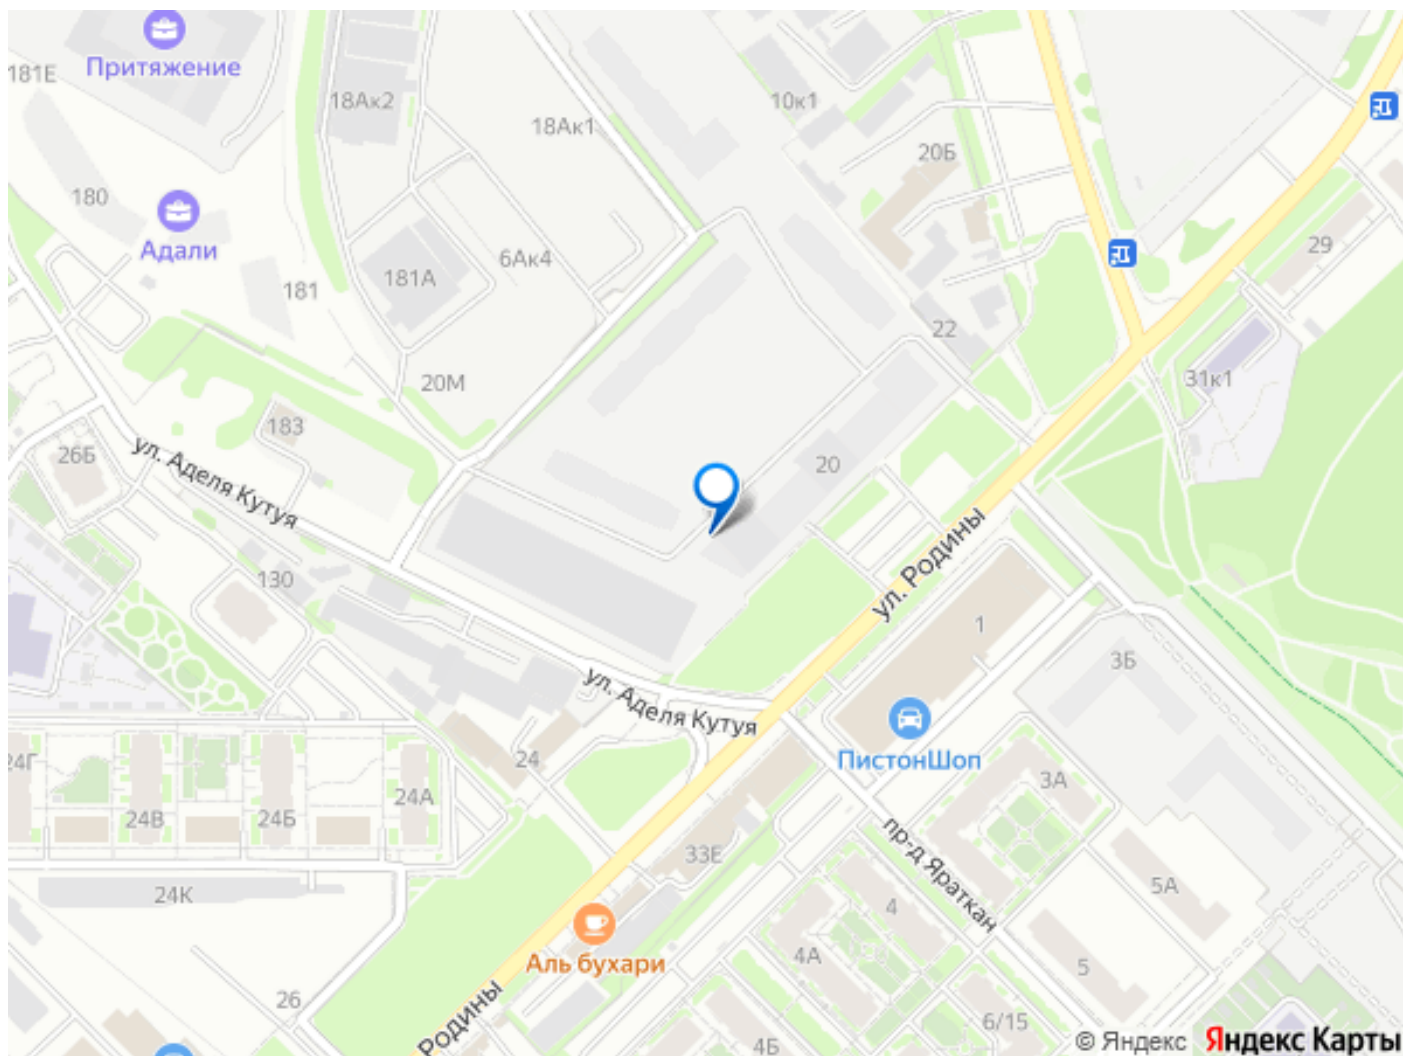 Притяжение
181Е
18Ак2
10к1
18Ак1
20Б
180
Адали
29
6Ак4
181А
181
22
31к1
20М
183
26Б
ул. Аделя Кутуя
20
ул. Родины
130
1
3Б
ул. Аделя Кутуя
24
ПистонШоп
24Г
3А
24А
24В
24Б
33Е
пр-д Яраткан
5А
24К
4
Аль бухари
4А
5
26
Родины
6/15
4Б
© Яндекс Яндекс Карты